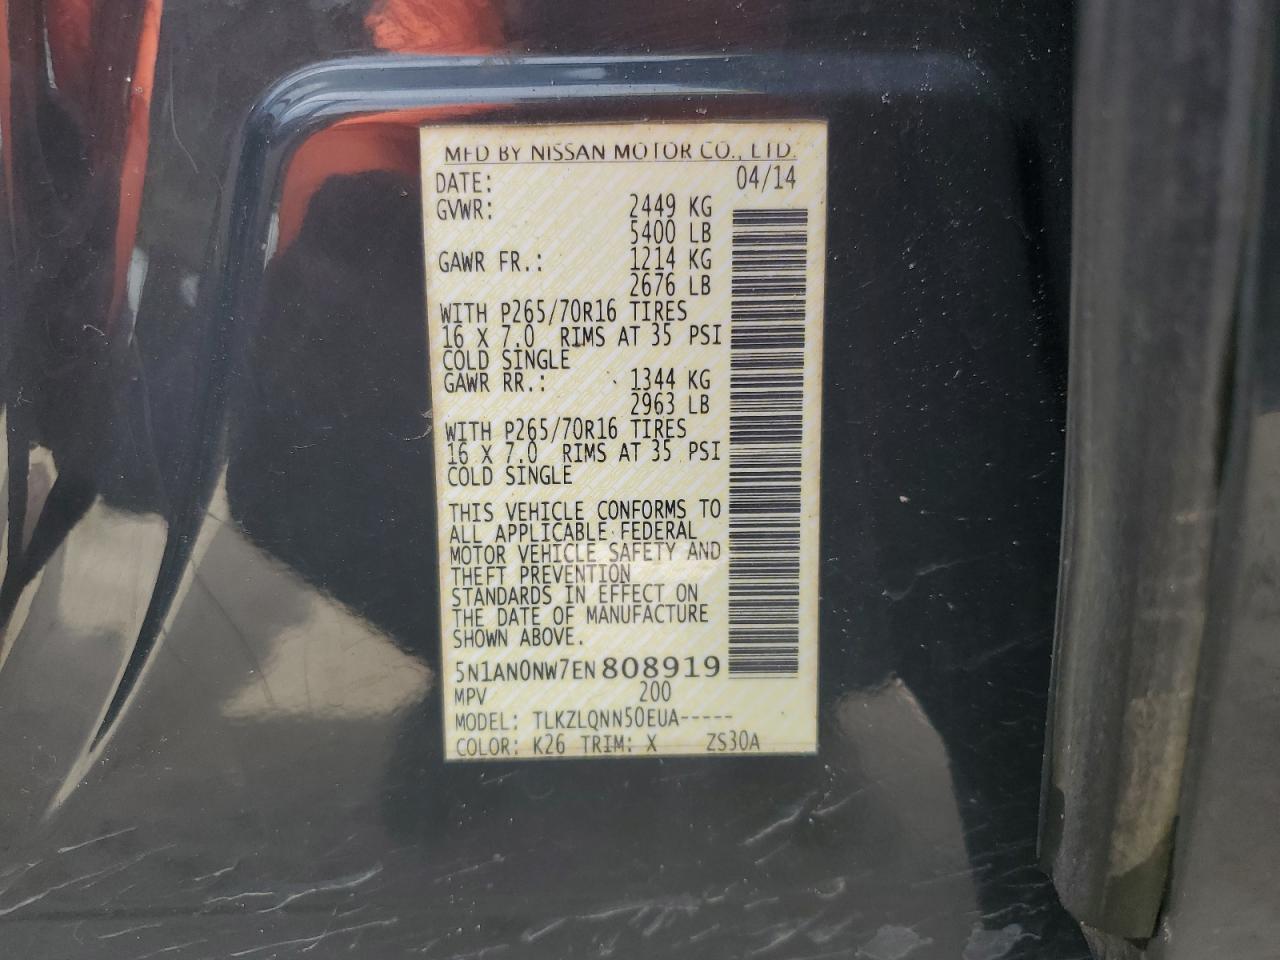 MFD BY NISSAN MOTOR CO., LTD.
DATE: 04/14
GVWR: 2449 KG
5400 LB
GAWR FR.: 1214 KG
2676 LB
WITH P265/70R16 TIRES
16 X 7.0 RIMS AT 35 PSI
COLD SINGLE
GAWR RR.: 1344 KG
2963 LB
WITH P265/70R16 TIRES
16 X 7.0 RIMS AT 35 PSI
COLD SINGLE
THIS VEHICLE CONFORMS TO
ALL APPLICABLE FEDERAL
MOTOR VEHICLE SAFETY AND
THEFT PREVENTION
STANDARDS IN EFFECT ON
THE DATE OF MANUFACTURE
SHOWN ABOVE.
5N1AN0NW7EN808919
MPV 200
MODEL: TLKZLQNN50EUA-----
COLOR: K26 TRIM: X ZS30A